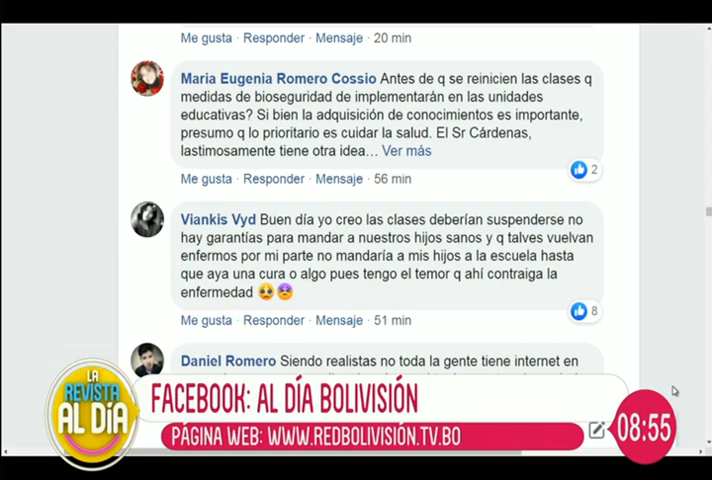 Me gusta · Responder · Mensaje · 20 min
Maria Eugenia Romero Cossio Antes de q se reinicien las clases q
medidas de bioseguridad de implementarán en las unidades
educativas? Si bien la adquisición de conocimientos es importante,
presumo q lo prioritario es cuidar la salud. El Sr Cárdenas,
lastimosamente tiene otra idea… Ver más
2
Me gusta · Responder · Mensaje · 56 min
Viankis Vyd Buen día yo creo las clases deberían suspenderse no
hay garantías para mandar a nuestros hijos sanos y q talves vuelvan
enfermos por mi parte no mandaría a mis hijos a la escuela hasta
que aya una cura o algo pues tengo el temor q ahí contraiga la
enfermedad 🥺😷
8
Me gusta · Responder · Mensaje · 51 min
Daniel Romero Siendo realistas no toda la gente tiene internet en
LA
REVISTA
AL DÍA
FACEBOOK: AL DÍA BOLIVISIÓN
PÁGINA WEB: WWW.REDBOLIVISIÓN.TV.BO
08:55